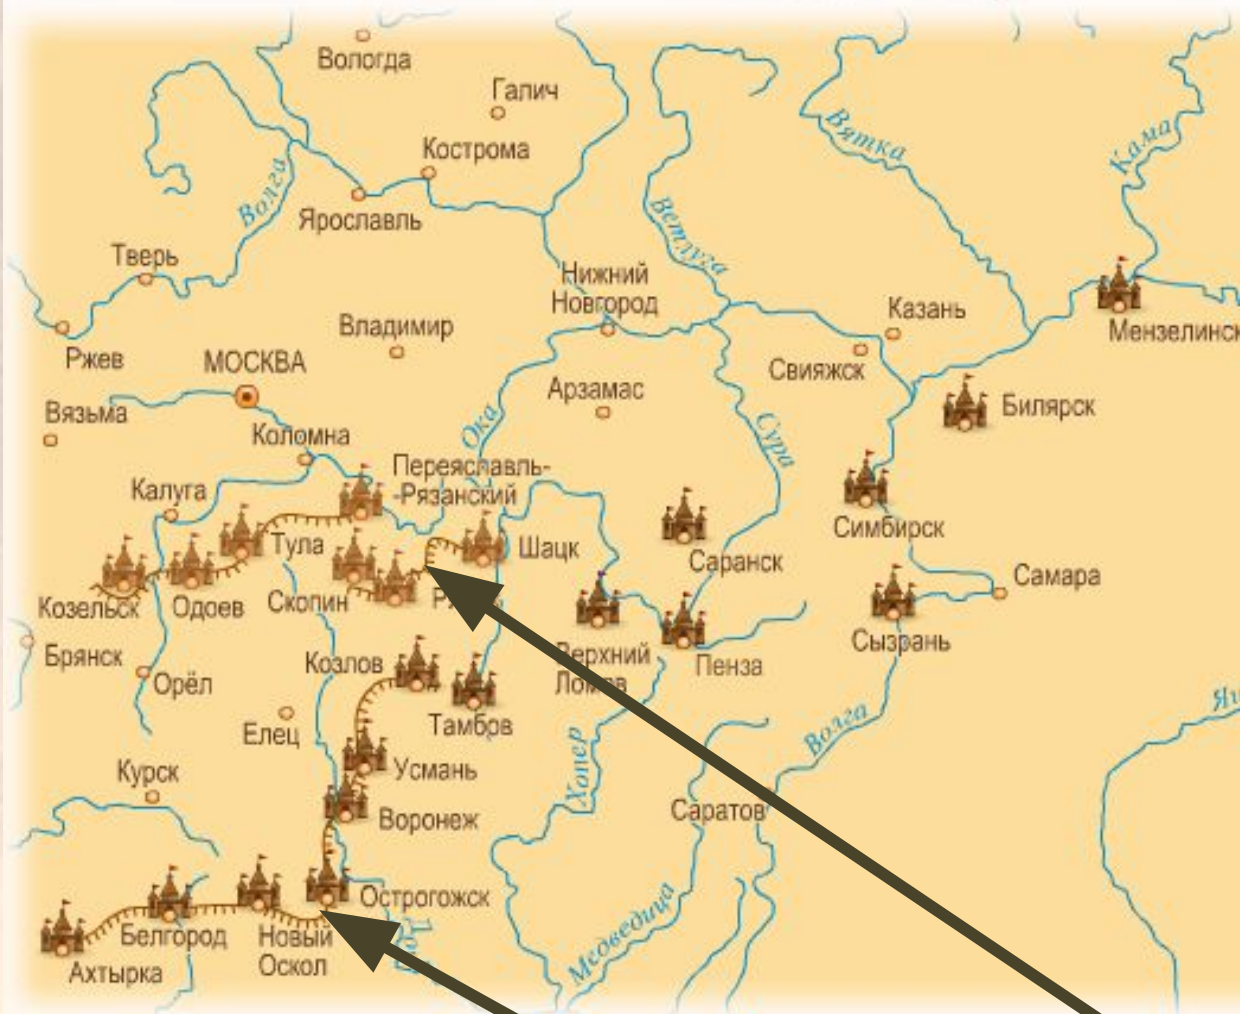 Вологда
Галич
Кострома
Вятка
Кама
Волга
Ярославль
Ветлуга
Тверь
Нижний
Новгород
Казань
Владимир
Мензелинск
Ржев
МОСКВА
Свияжск
Арзамас
Вязьма
Билярск
Ока
Сура
Коломна
Переяславль-
-Рязанский
Калуга
Симбирск
Тула
Шацк
Саранск
Самара
Козельск
Одоев
Скопин
Сызрань
Брянск
Козлов
Верхний
Ломов
Пенза
Орёл
Елец
Тамбов
Волга
Хопер
Курск
Усмань
Саратов
Воронеж
Острогожск
Медведица
Белгород
Новый
Оскол
Ахтырка